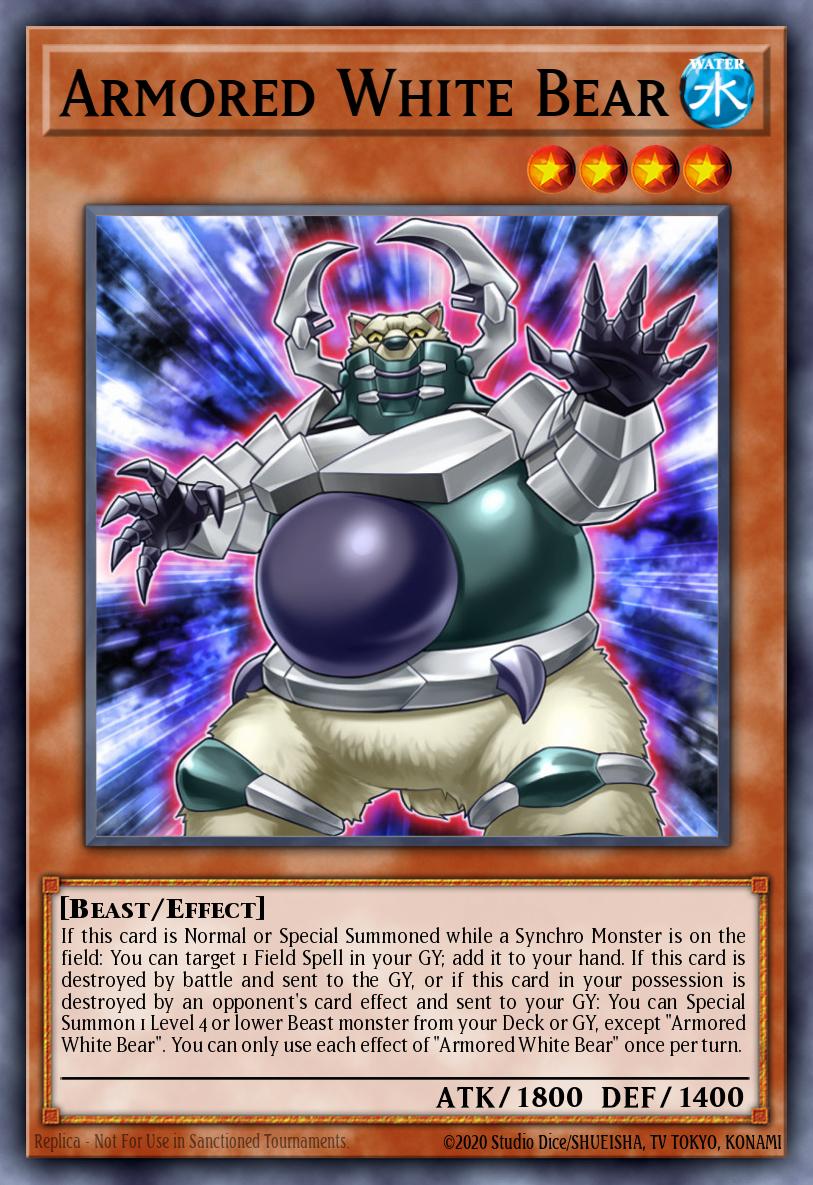 Armored White Bear
WATER
水
[Beast/Effect]
If this card is Normal or Special Summoned while a Synchro Monster is on the
field: You can target 1 Field Spell in your GY; add it to your hand. If this card is
destroyed by battle and sent to the GY, or if this card in your possession is
destroyed by an opponent's card effect and sent to your GY: You can Special
Summon 1 Level 4 or lower Beast monster from your Deck or GY, except "Armored
White Bear". You can only use each effect of "Armored White Bear" once per turn.
ATK/1800 DEF/1400
Replica - Not For Use in Sanctioned Tournaments.
©2020 Studio Dice/SHUEISHA, TV TOKYO, KONAMI